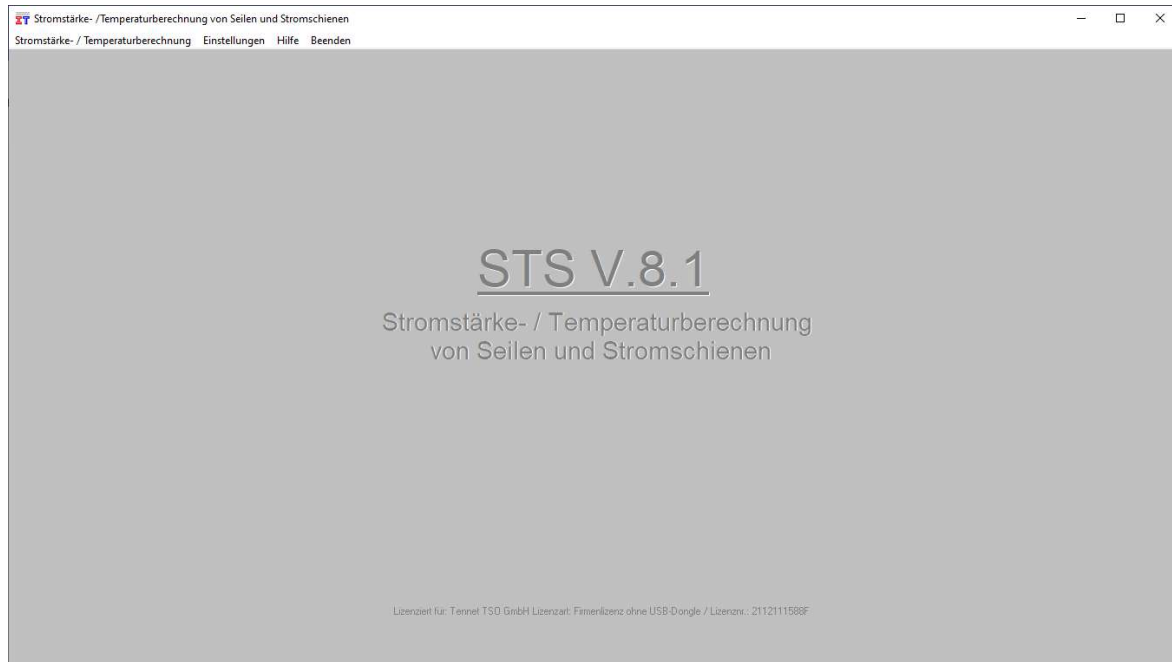 Stromstärke- /Temperaturberechnung von Seilen und Stromschienen
Stromstärke- / Temperaturberechnung Einstellungen Hilfe Beenden
STS V.8.1
Stromstärke- / Temperaturberechnung
von Seilen und Stromschienen
Lizenziert für: Tennet TSO GmbH Lizenzart: Firmenlizenz ohne USB-Dongle / Lizenznr.: 2112111588F